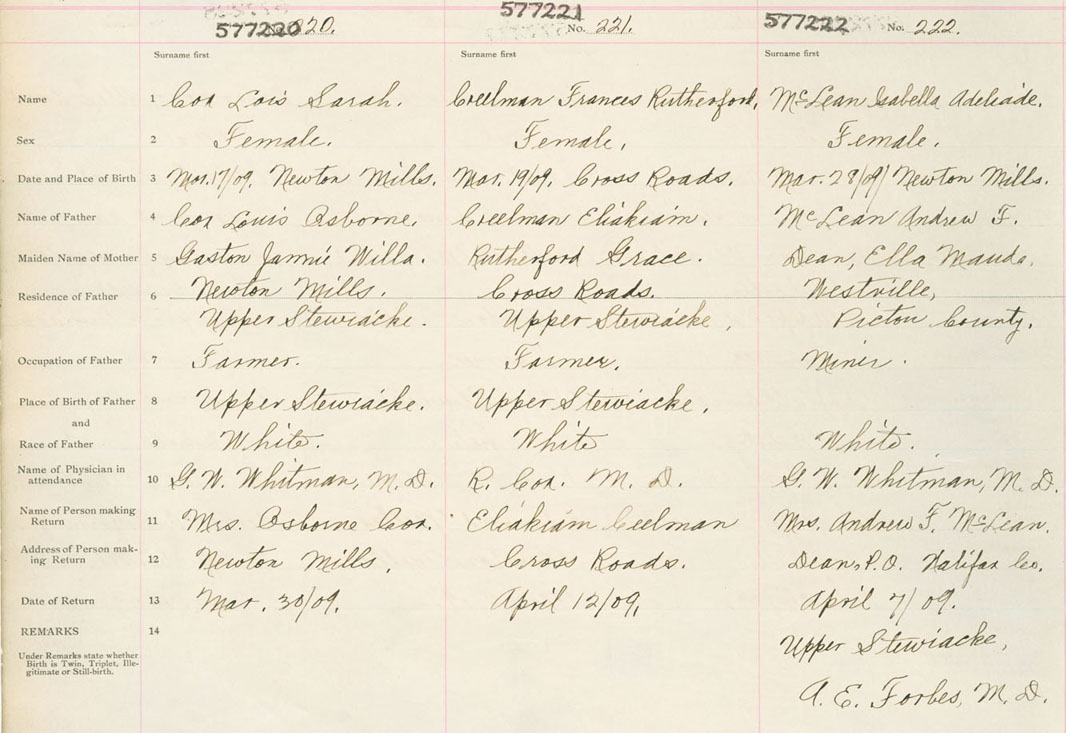 577220 No. 220. 577221 No. 221. 577222 No. 222.
Surname first Surname first Surname first
Name 1 Cox Lois Sarah. Creelman Frances Rutherford. McLean Isabella Adeleide.
Sex 2 Female. Female. Female.
Date and Place of Birth 3 Mar. 17/09. Newton Mills. Mar. 19/09. Cross Roads. Mar. 28/09 Newton Mills.
Name of Father 4 Cox Louis Osborne. Creelman Eliakiam. McLean Andrew F.
Maiden Name of Mother 5 Gaston Jammie Willa. Rutherford Grace. Dean, Ella Maude.
Residence of Father 6 Newton Mills. Cross Roads. Westville,
Upper Stewiacke. Upper Stewiacke, Picton County.
Occupation of Father 7 Farmer. Farmer. Miner.
Place of Birth of Father 8 Upper Stewiacke. Upper Stewiacke.
and
Race of Father 9 White. White White.
Name of Physician in
attendance 10 G. W. Whitman, M. D. R. Cox. M. D. G. W. Whitman, M. D.
Name of Person making
Return 11 Mrs. Osborne Cox. Eliakiam Ceelman Mrs. Andrew F. McLean.
Address of Person mak-
ing Return 12 Newton Mills. Cross Roads. Dean, P.O. Halifax Co.
Date of Return 13 Mar. 30/09. April 12/09. April 7/09.
REMARKS 14 Upper Stewiacke,
Under Remarks state whether
Birth is Twin, Triplet, Ille-
gitimate or Still-birth.
A. E. Forbes, M. D.